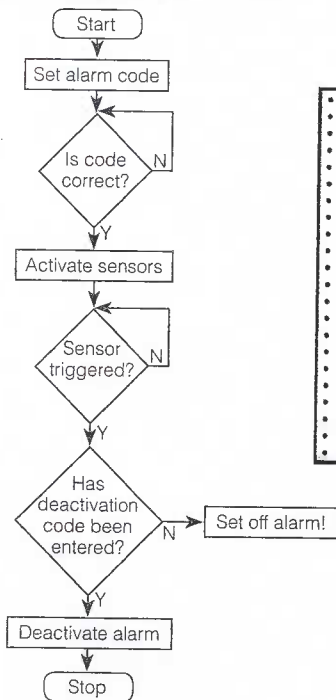 Start
Set alarm code
Is code
correct?
N
Y
Activate sensors
Sensor
triggered?
N
Y
Has
deactivation
code been
entered?
N
Set off alarm!
Y
Deactivate alarm
Stop